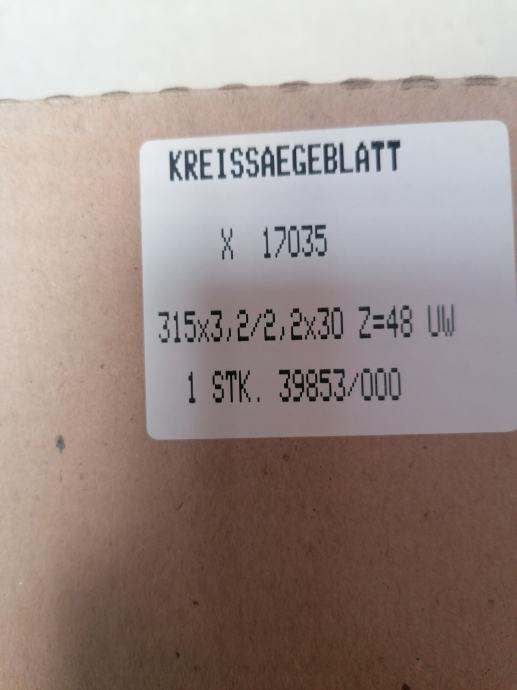 KREISSAEGEBLATT
X 17035
315x3,2/2,2x30 Z=48 UW
1 STK. 39853/000